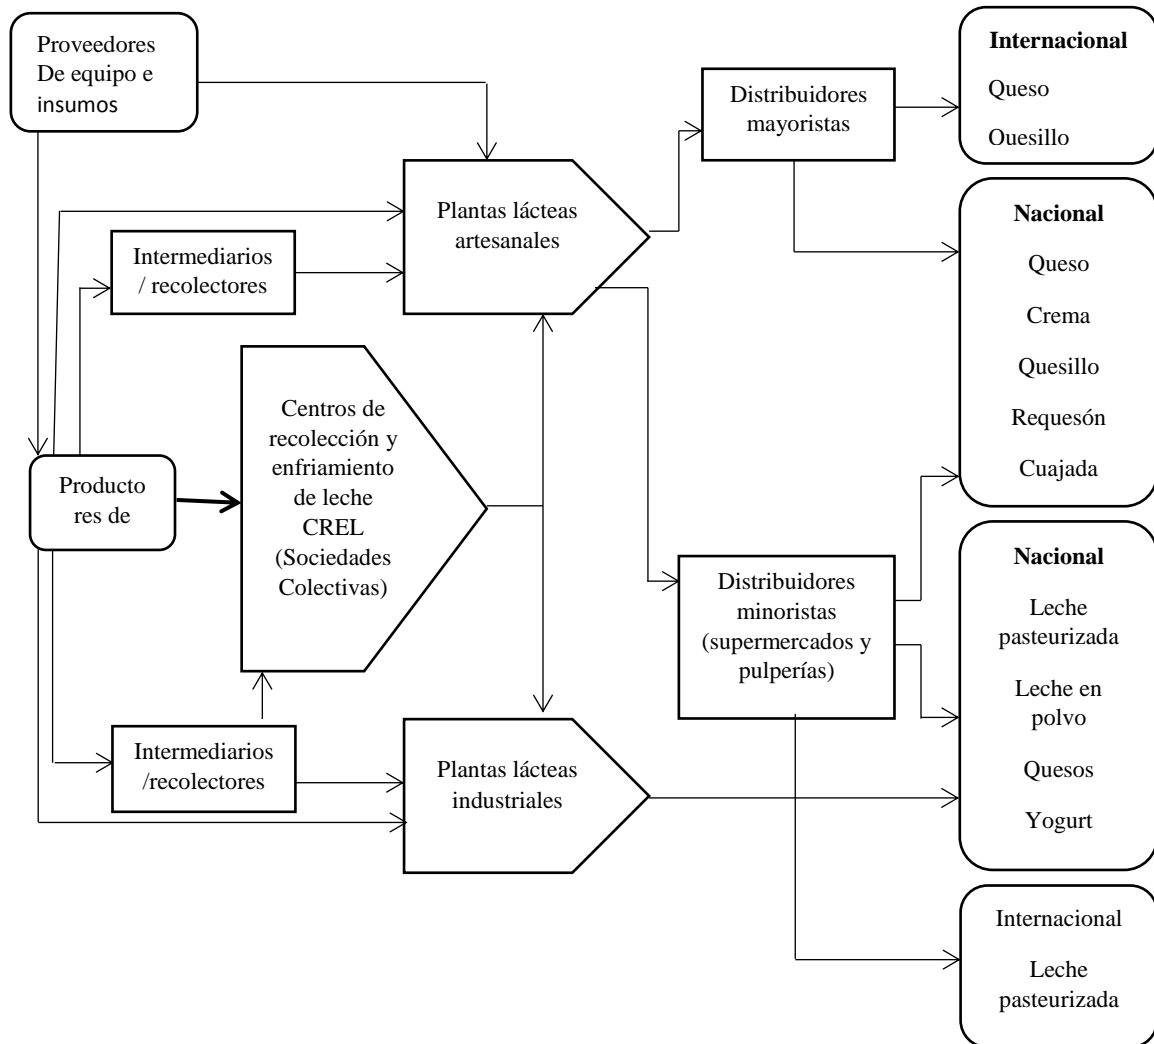 Proveedores
De equipo e
insumos
Distribuidores
mayoristas
Internacional
Queso
Ouesillo
Plantas lácteas
artesanales
Intermediarios
/ recolectores
Nacional
Queso
Crema
Quesillo
Requesón
Cuajada
Centros de
recolección y
enfriamiento
de leche
CREL
(Sociedades
Colectivas)
Producto
res de
Distribuidores
minoristas
(supermercados y
pulperías)
Nacional
Leche
pasteurizada
Leche en
polvo
Quesos
Yogurt
Intermediarios
/recolectores
Plantas lácteas
industriales
Internacional
Leche
pasteurizada